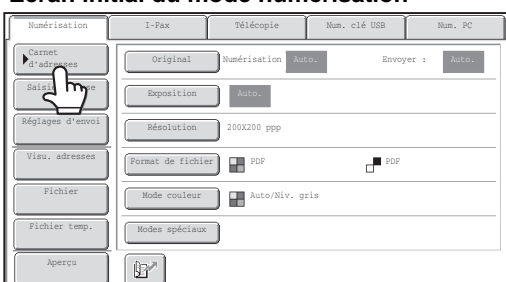 Écran initial du mode numérisation
Numérisation I-Fax Télécopie Num. clé USB Num. PC
Carnet d'adresses
Original Numérisation Auto. Envoyer : Auto.
Exposition Auto.
Réglages d'envoi
Résolution 200X200 ppp
Visu. adresses
Format de fichier PDF PDF
Fichier
Mode couleur Auto/Niv. gris
Fichier temp.
Modes spéciaux
Aperçu